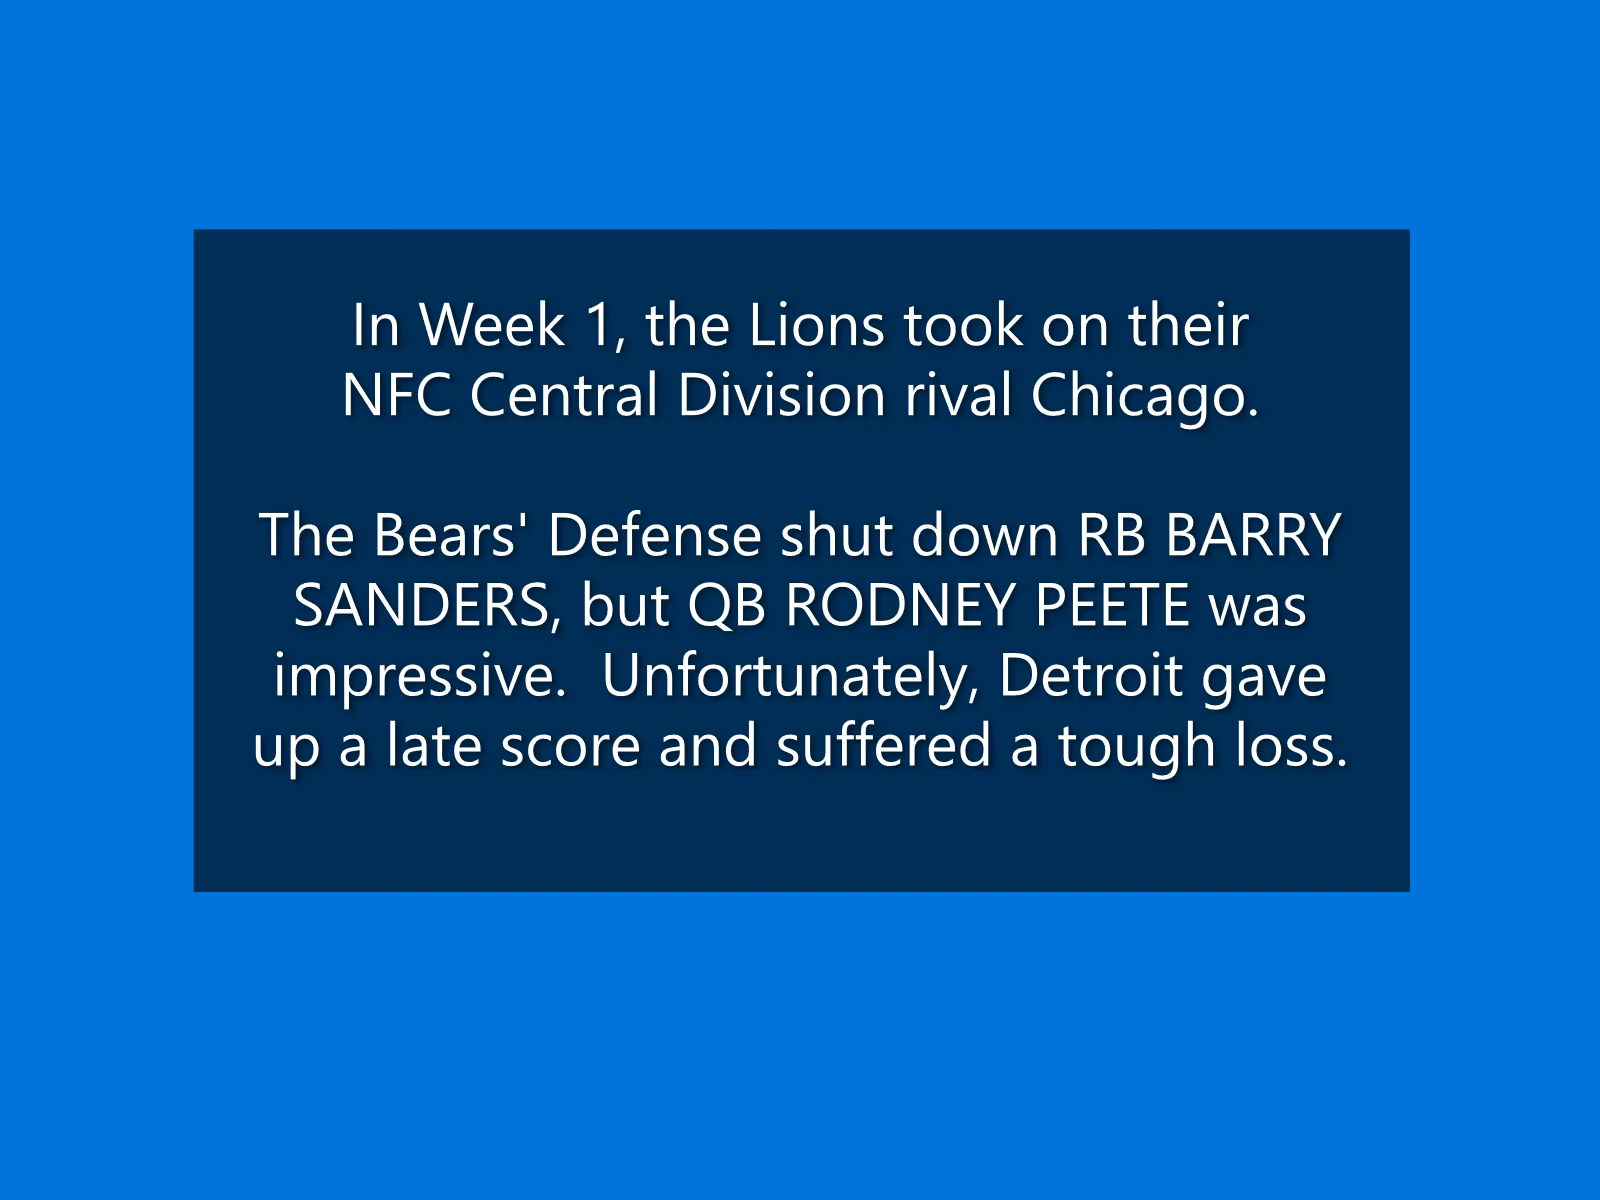 In Week 1, the Lions took on their
NFC Central Division rival Chicago.
The Bears' Defense shut down RB BARRY
SANDERS, but QB RODNEY PEETE was
impressive.  Unfortunately, Detroit gave
up a late score and suffered a tough loss.